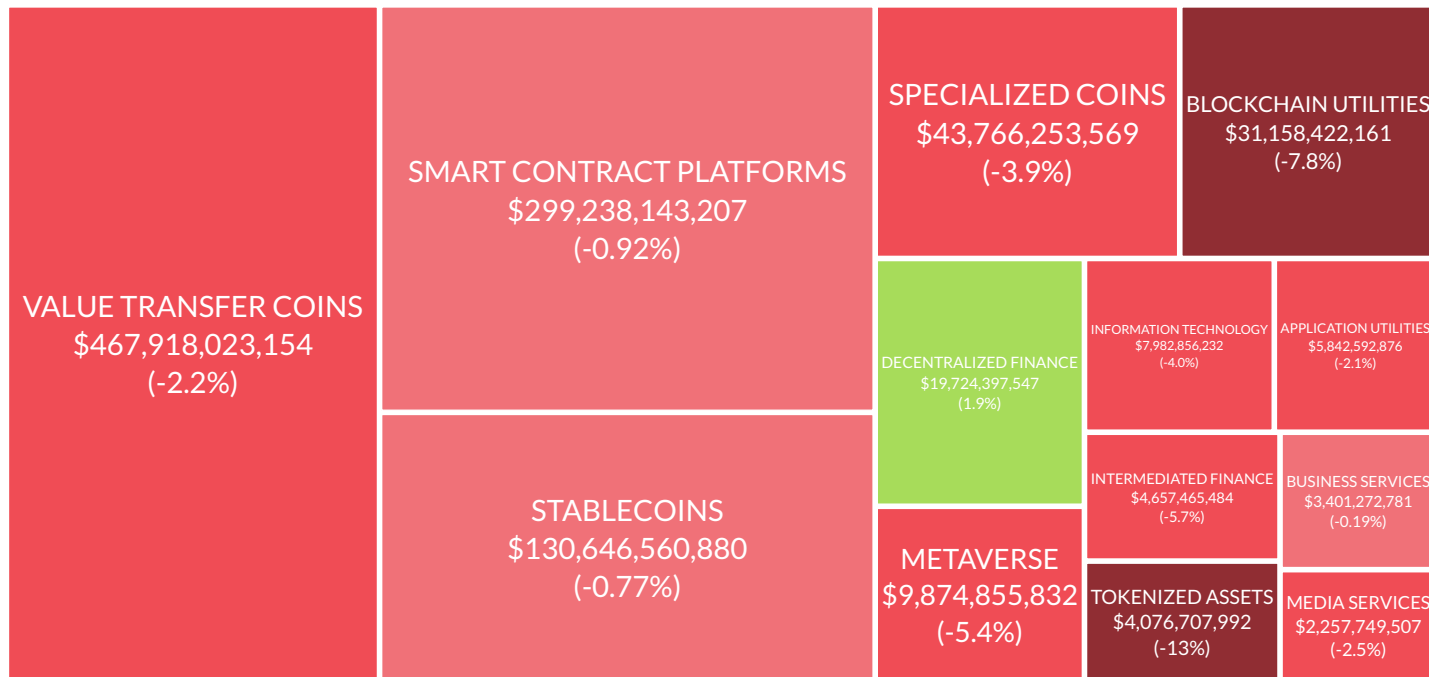 VALUE TRANSFER COINS
$467,918,023,154
(-2.2%)
SMART CONTRACT PLATFORMS
$299,238,143,207
(-0.92%)
STABLECOINS
$130,646,560,880
(-0.77%)
SPECIALIZED COINS
$43,766,253,569
(-3.9%)
BLOCKCHAIN UTILITIES
$31,158,422,161
(-7.8%)
DECENTRALIZED FINANCE
$19,724,397,547
(1.9%)
METAVERSE
$9,874,855,832
(-5.4%)
INFORMATION TECHNOLOGY
$7,982,856,232
(-4.0%)
APPLICATION UTILITIES
$5,842,592,876
(-2.1%)
INTERMEDIATED FINANCE
$4,657,465,484
(-5.7%)
BUSINESS SERVICES
$3,401,272,781
(-0.19%)
TOKENIZED ASSETS
$4,076,707,992
(-13%)
MEDIA SERVICES
$2,257,749,507
(-2.5%)